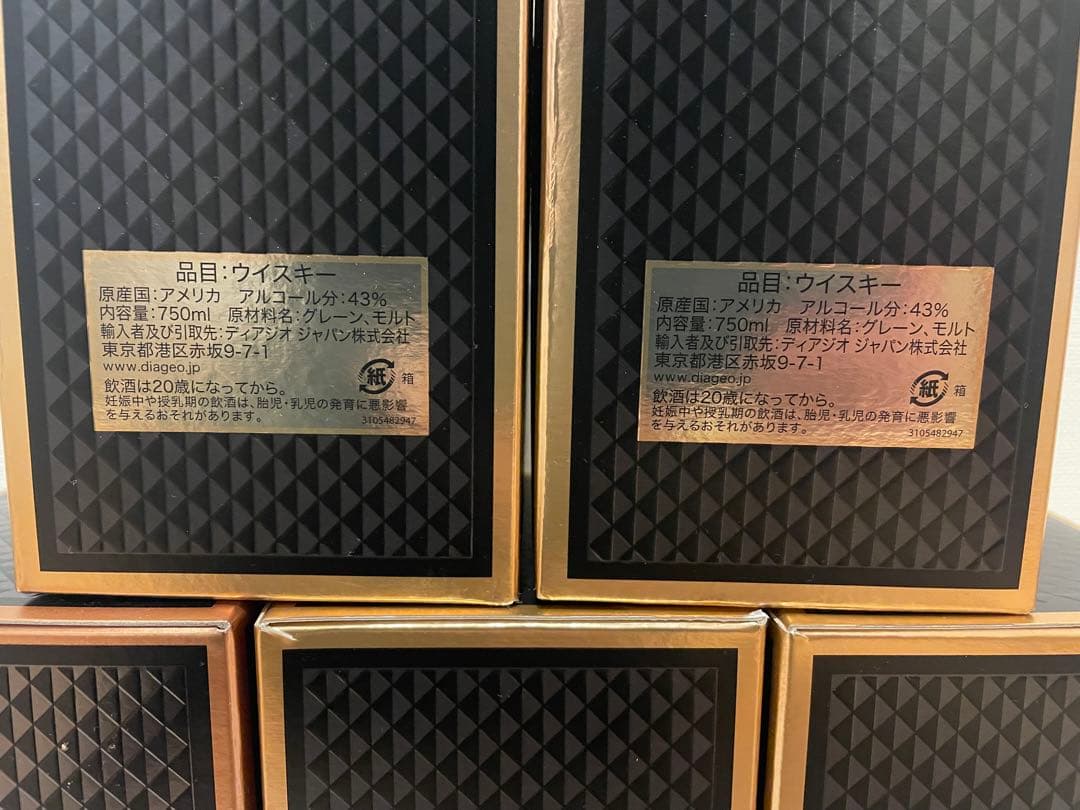 品目:ウイスキー
原産国:アメリカ アルコール分:43%
内容量:750ml 原材料名:グレーン、モルト
輸入者及び引取先:ディアジオ ジャパン株式会社
東京都港区赤坂9-7-1
www.diageo.jp
紙 箱
飲酒は20歳になってから。
妊娠中や授乳期の飲酒は、胎児・乳児の発育に悪影響
を与えるおそれがあります。
3105482947
品目:ウイスキー
原産国:アメリカ アルコール分:43%
内容量:750ml 原材料名:グレーン、モルト
輸入者及び引取先:ディアジオ ジャパン株式会社
東京都港区赤坂9-7-1
www.diageo.jp
紙 箱
飲酒は20歳になってから。
妊娠中や授乳期の飲酒は、胎児・乳児の発育に悪影響
を与えるおそれがあります。
3105482947